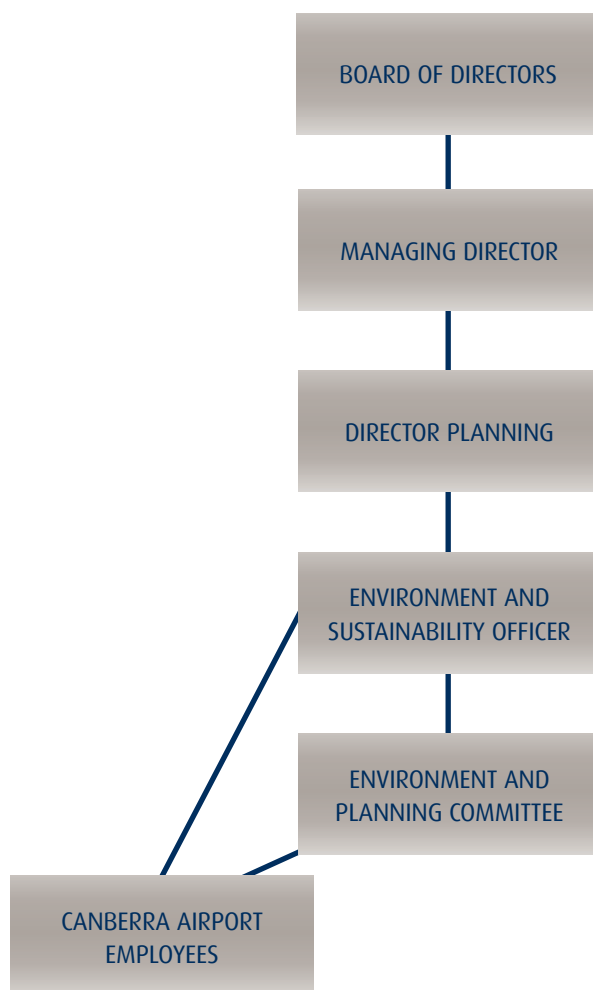 BOARD OF DIRECTORS
MANAGING DIRECTOR
DIRECTOR PLANNING
ENVIRONMENT AND
SUSTAINABILITY OFFICER
ENVIRONMENT AND
PLANNING COMMITTEE
CANBERRA AIRPORT
EMPLOYEES